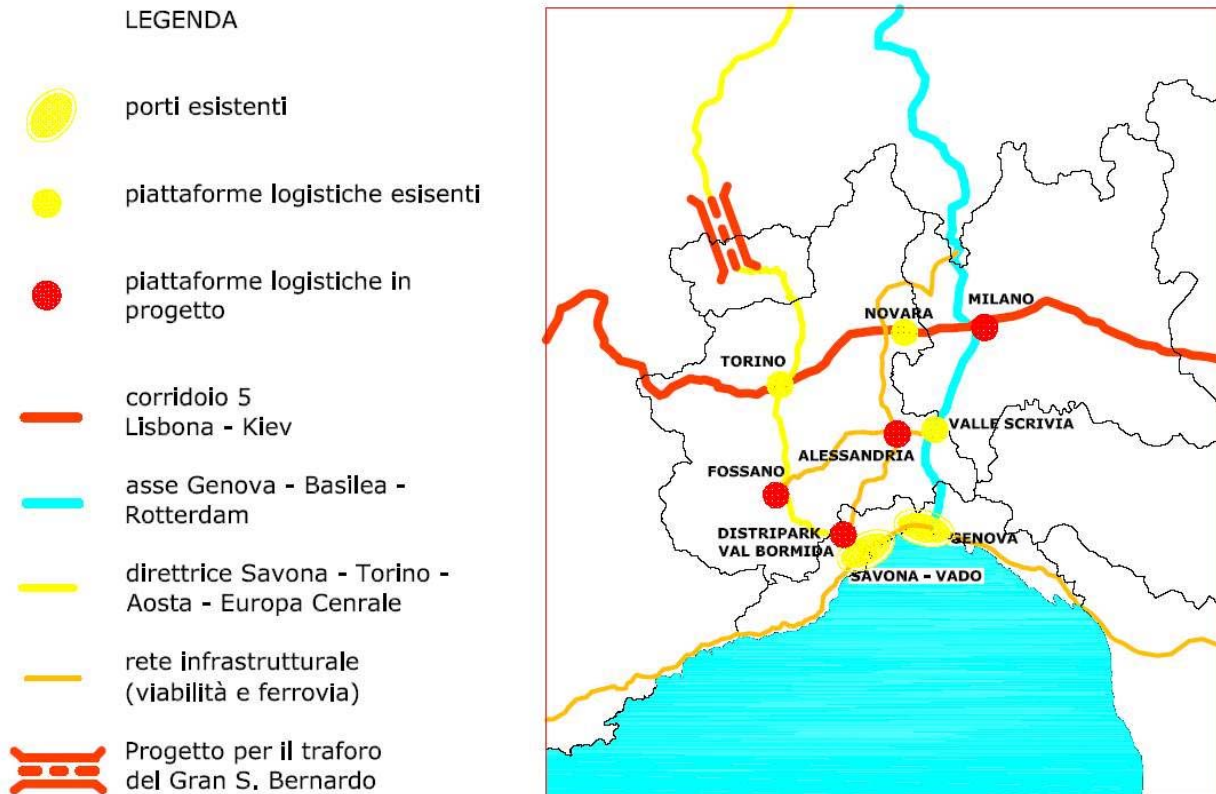 LEGENDA
porti esistenti
piattaforme logistiche esisenti
piattaforme logistiche in
progetto
corridoio 5
Lisbona - Kiev
asse Genova - Basilea -
Rotterdam
direttrice Savona - Torino -
Aosta - Europa Cenrale
rete infrastrutturale
(viabilità e ferrovia)
Progetto per il traforo
del Gran S. Bernardo
MILANO
NOVARA
TORINO
VALLE SCRIVIA
ALESSANDRIA
FOSSANO
DISTRIPARK
VAL BORMIDA
GENOVA
SAVONA - VADO